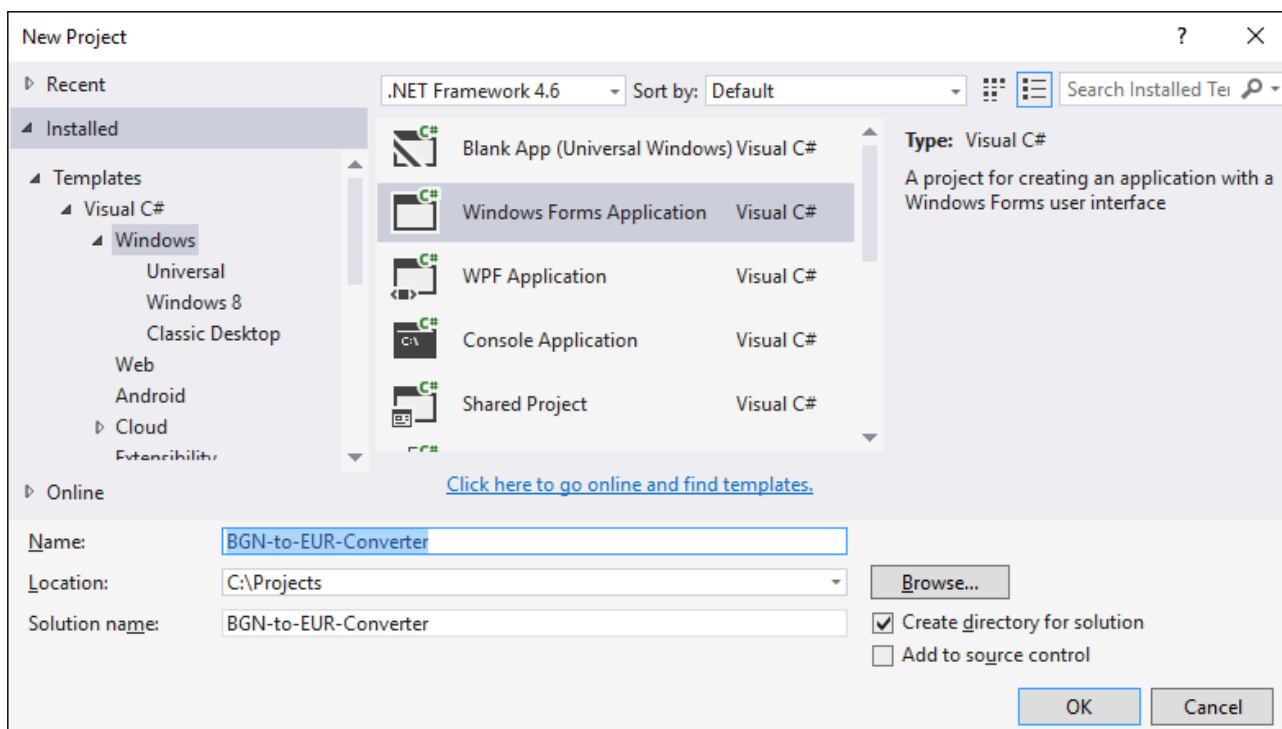 New Project
?
Recent
.NET Framework 4.6
Sort by: Default
Search Installed Te
Installed
Templates
Visual C#
Windows
Universal
Windows 8
Classic Desktop
Web
Android
Cloud
Extensibility
Online
C# Blank App (Universal Windows) Visual C#
C# Windows Forms Application Visual C#
C# WPF Application Visual C#
C# C:\ Console Application Visual C#
C# Shared Project Visual C#
C#
Click here to go online and find templates.
Type: Visual C#
A project for creating an application with a
Windows Forms user interface
Name: BGN-to-EUR-Converter
Location: C:\Projects
Browse...
Solution name: BGN-to-EUR-Converter
Create directory for solution
Add to source control
OK
Cancel